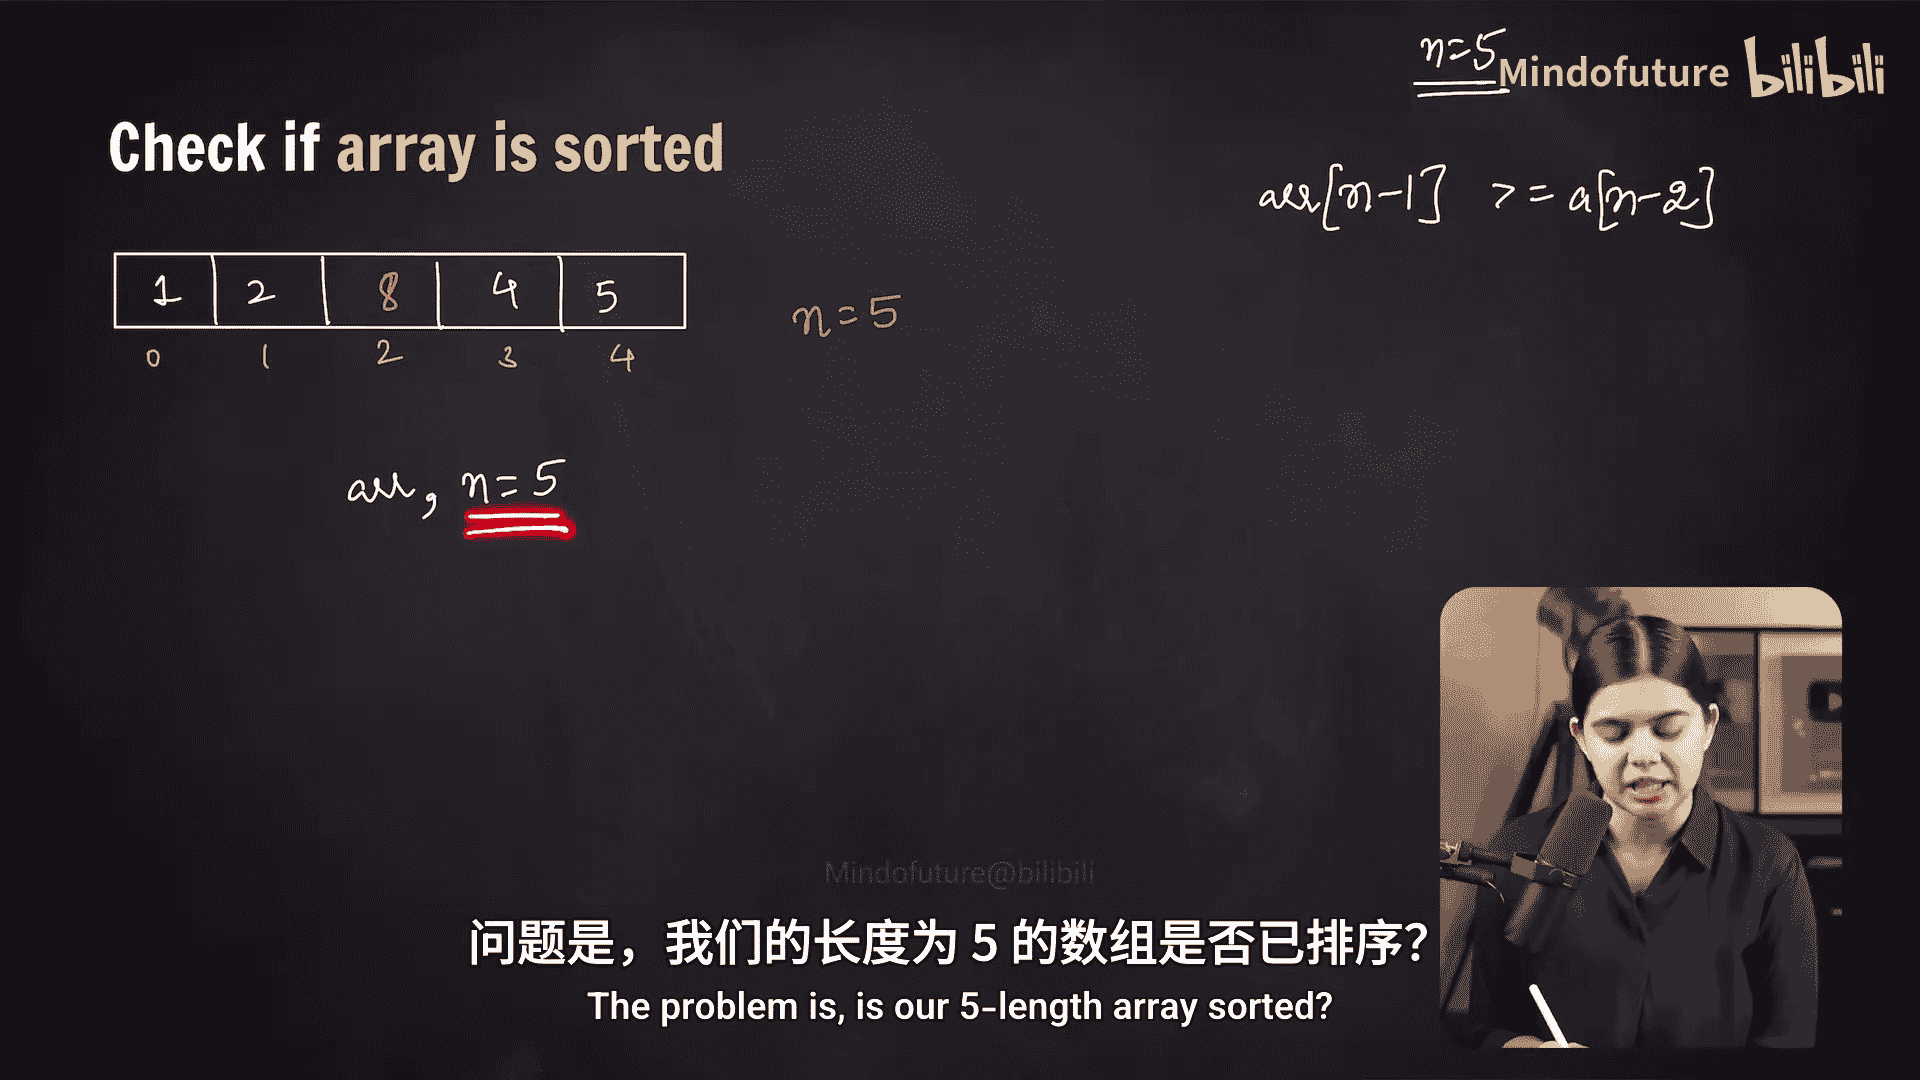 n=5
Mindofuture bilibili
Check if array is sorted
arr[n-1] >= a[n-2]
1 2 8 4 5
n=5
0 1 2 3 4
arr, n=5
Mindofuture@bilibili
问题是，我们的长度为 5 的数组是否已排序？
The problem is, is our 5-length array sorted?